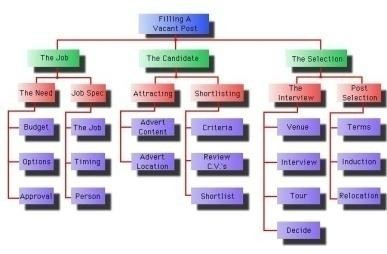 Filling A
Vacant Post
The Job
The Candidate
The Selection
The Need
Job Spec
Attracting
Shortlisting
The
Interview
Post
Selection
Budget
The Job
Advert
Content
Criteria
Venue
Terms
Options
Timing
Advert
Location
Review
C.V.'s
Interview
Induction
Approval
Person
Shortlist
Tour
Relocation
Decide